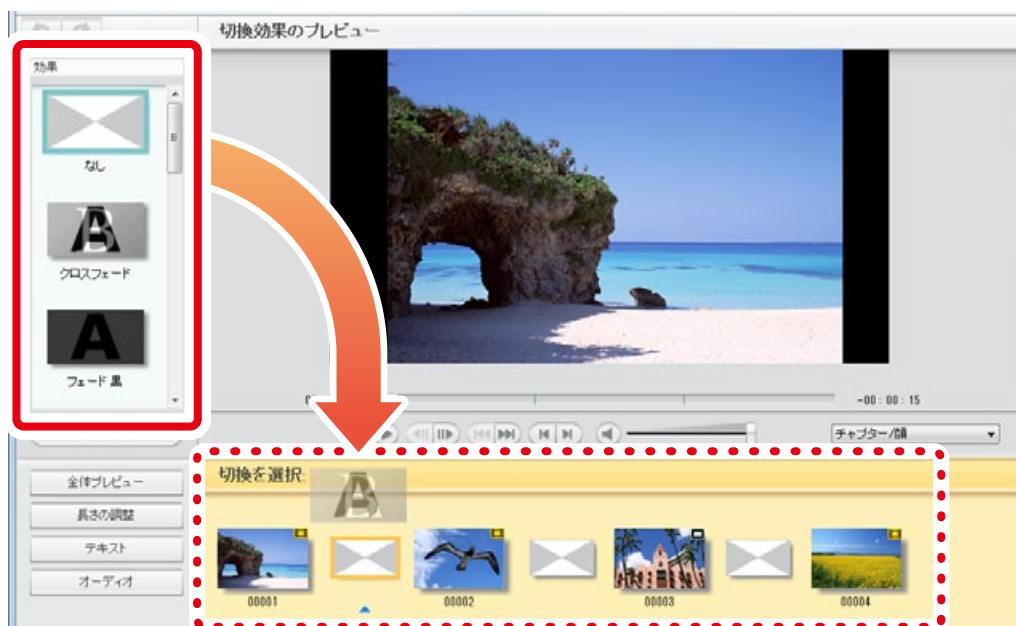 切換効果のプレビュー
効果
なし
クロスフェード
フェード 黒
-00 : 00 : 15
チャプター/顔
全体プレビュー
長さの調整
テキスト
オーディオ
切換を選択:
00001
00002
00003
00004